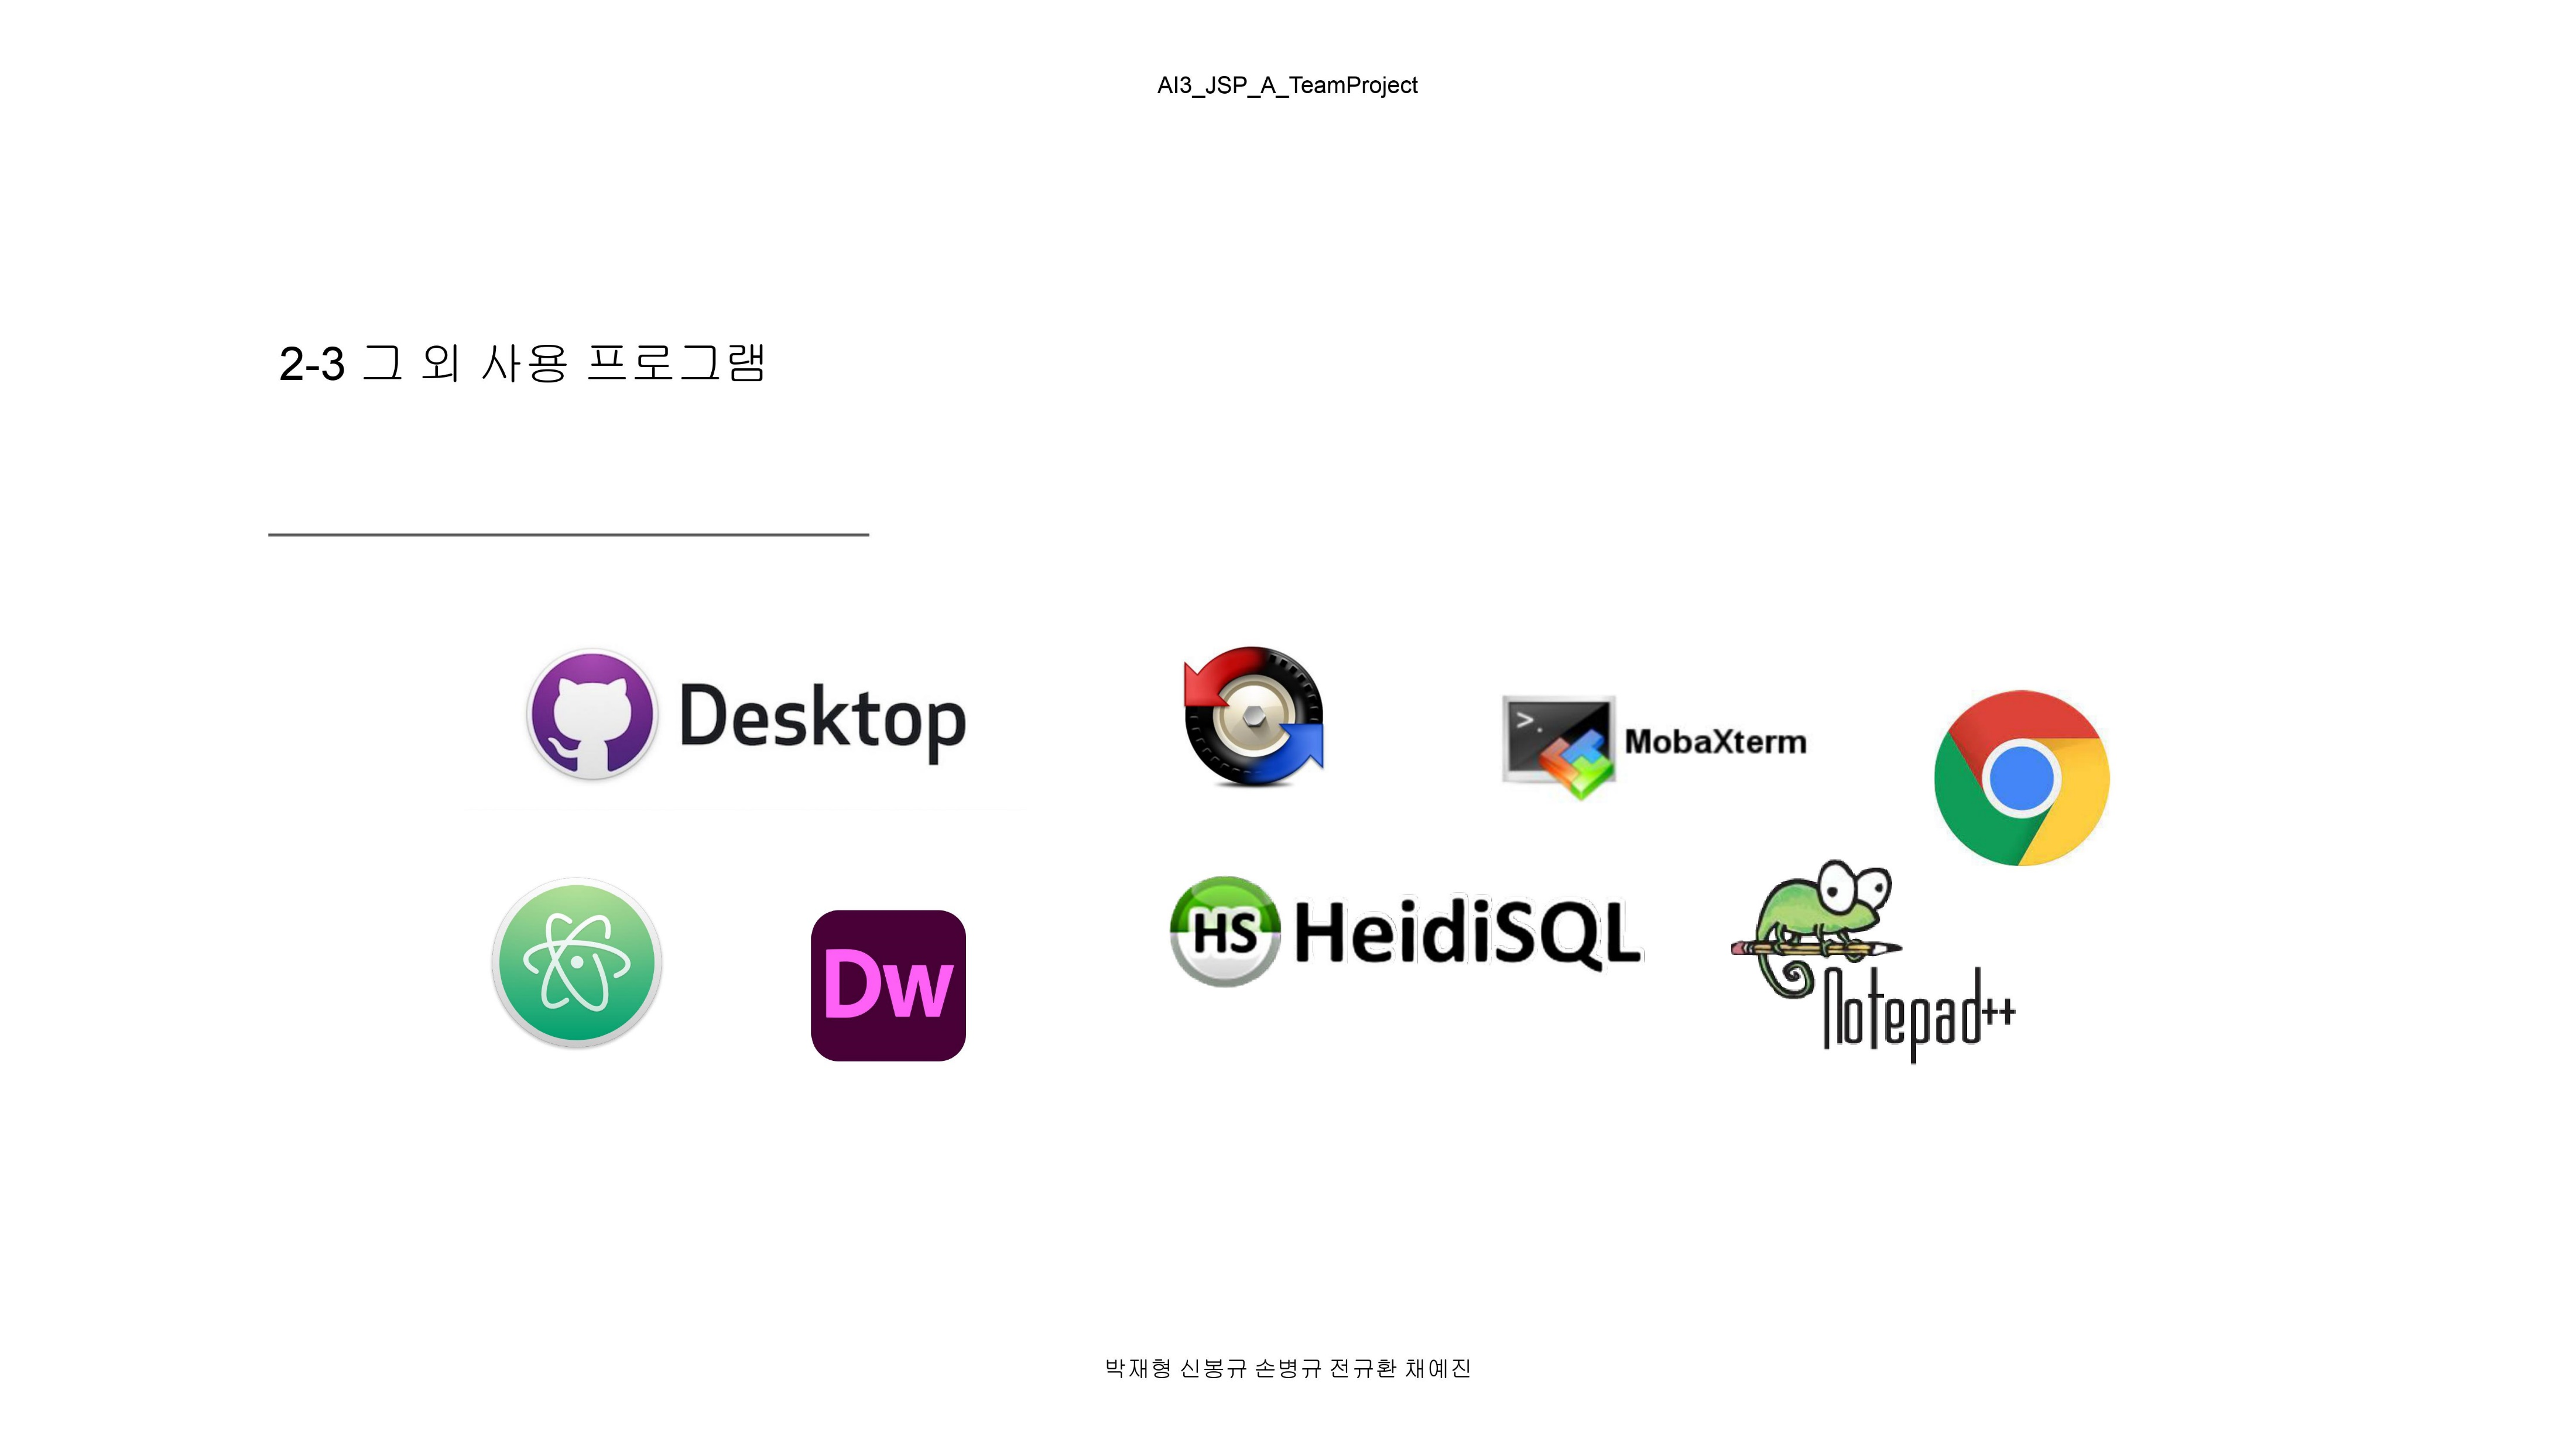 AI3_JSP_A_TeamProject
2-3 그 외 사용 프로그램
Desktop
>.
MobaXterm
Dw
HS HeidiSQL
Notepad++
박재형 신봉규 손병규 전규환 채예진